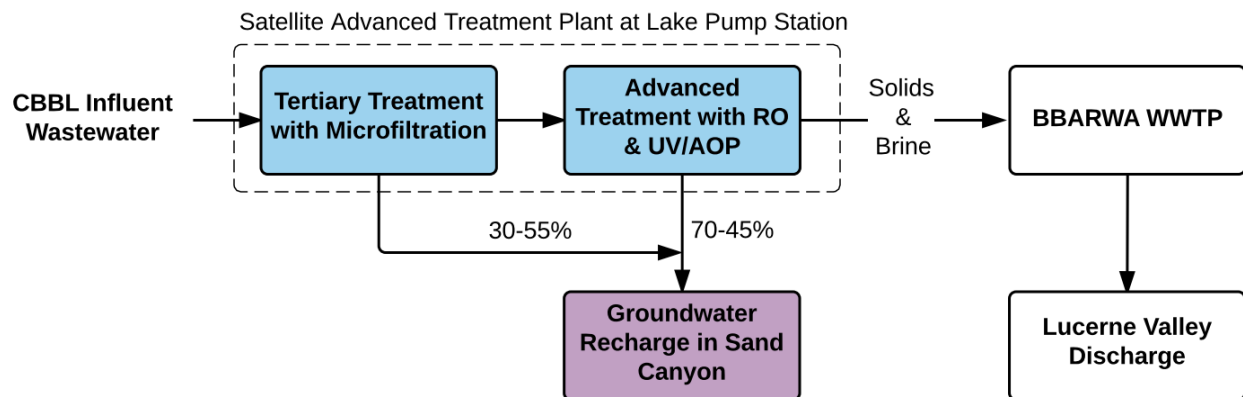 Satellite Advanced Treatment Plant at Lake Pump Station
CBBL Influent
Wastewater
Tertiary Treatment
with Microfiltration
Advanced
Treatment with RO
& UV/AOP
Solids
&
Brine
BBARWA WWTP
30-55%
70-45%
Groundwater
Recharge in Sand
Canyon
Lucerne Valley
Discharge